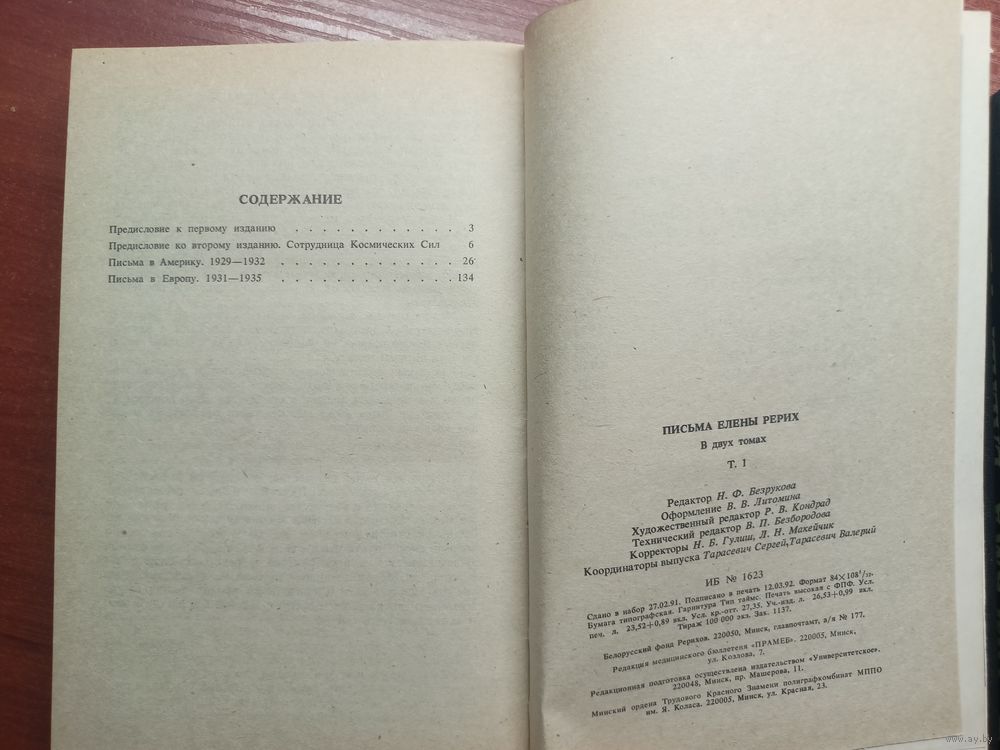 СОДЕРЖАНИЕ
Предисловие к первому изданию . . . . . . . . . . . . 3
Предисловие ко второму изданию. Сотрудница Космических Сил 6
Письма в Америку. 1929—1932 . . . . . . . . . . . . . 26
Письма в Европу. 1931—1935 . . . . . . . . . . . . . 134
ПИСЬМА ЕЛЕНЫ РЕРИХ
В двух томах
Т. 1
Редактор Н. Ф. Безрукова
Оформление В. В. Литомина
Художественный редактор Р. В. Кондрад
Технический редактор В. П. Безбородова
Корректоры Н. Б. Гулиш, Л. Н. Махейчик
Координаторы выпуска Тарасевич Сергей, Тарасевич Валерий
ИБ № 1623
Сдано в набор 27.02.91. Подписано в печать 12.03.92. Формат 84×108¹/₃₂.
Бумага типографская. Гарнитура Тип таймс. Печать высокая с ФПФ. Усл.
печ. л. 23,52+0,89 вкл. Усл. кр.-отт. 27,35. Уч.-изд. л. 26,53+0,99 вкл.
Тираж 100 000 экз. Зак. 1137.
Белорусский фонд Рерихов. 220050, Минск, главпочтамт, а/я № 177.
Редакция медицинского бюллетеня «ПРАМЕБ». 220005, Минск,
ул. Козлова, 7.
Редакционная подготовка осуществлена издательством «Университетское».
220048, Минск, пр. Машерова, 11.
Минский ордена Трудового Красного Знамени полиграфкомбинат МППО
им. Я. Коласа. 220005, Минск, ул. Красная, 23.
www.ay.by